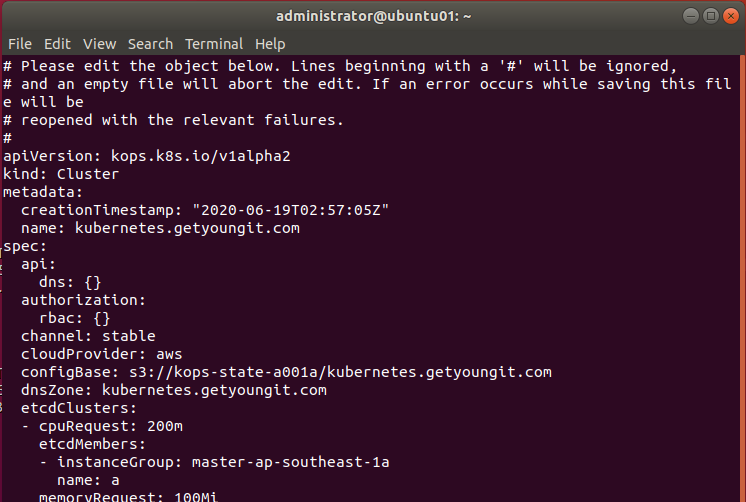 administrator@ubuntu01: ~
File Edit View Search Terminal Help
# Please edit the object below. Lines beginning with a '#' will be ignored,
# and an empty file will abort the edit. If an error occurs while saving this fil
e will be
# reopened with the relevant failures.
#
apiVersion: kops.k8s.io/v1alpha2
kind: Cluster
metadata:
  creationTimestamp: "2020-06-19T02:57:05Z"
  name: kubernetes.getyoungit.com
spec:
  api:
    dns: {}
  authorization:
    rbac: {}
  channel: stable
  cloudProvider: aws
  configBase: s3://kops-state-a001a/kubernetes.getyoungit.com
  dnsZone: kubernetes.getyoungit.com
  etcdClusters:
  - cpuRequest: 200m
    etcdMembers:
    - instanceGroup: master-ap-southeast-1a
      name: a
    memoryRequest: 100Mi